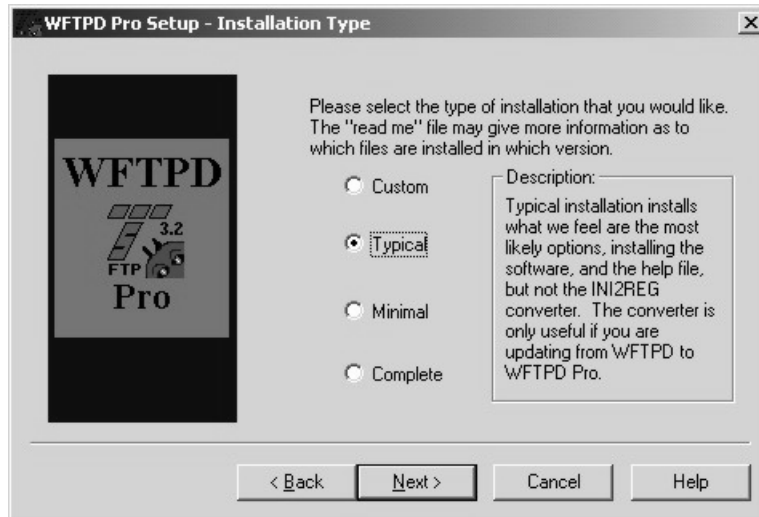 WFTPD Pro Setup - Installation Type
Please select the type of installation that you would like.
The "read me" file may give more information as to
which files are installed in which version.
WFTPD
3.2
FTP
Pro
Custom
Typical
Minimal
Complete
Description:
Typical installation installs
what we feel are the most
likely options, installing the
software, and the help file,
but not the INI2REG
converter. The converter is
only useful if you are
updating from WFTPD to
WFTPD Pro.
< Back
Next >
Cancel
Help